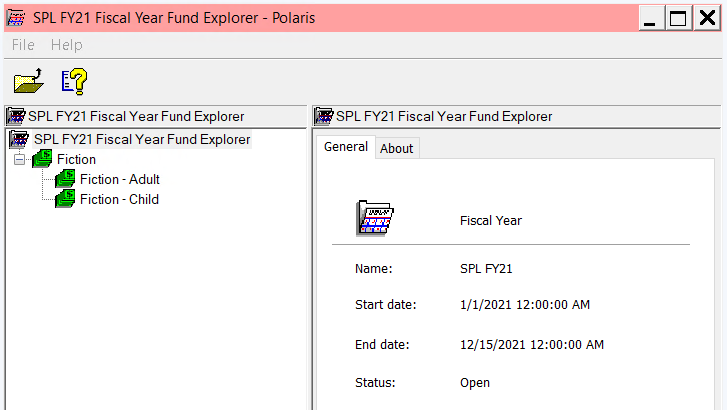 SPL FY21 Fiscal Year Fund Explorer - Polaris
File Help
SPL FY21 Fiscal Year Fund Explorer
SPL FY21 Fiscal Year Fund Explorer
Fiction
Fiction - Adult
Fiction - Child
SPL FY21 Fiscal Year Fund Explorer
General About
Fiscal Year
Name: SPL FY21
Start date: 1/1/2021 12:00:00 AM
End date: 12/15/2021 12:00:00 AM
Status: Open